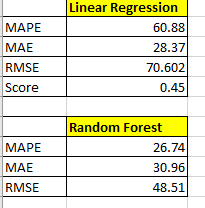 Linear Regression
MAPE 60.88
MAE 28.37
RMSE 70.602
Score 0.45
Random Forest
MAPE 26.74
MAE 30.96
RMSE 48.51